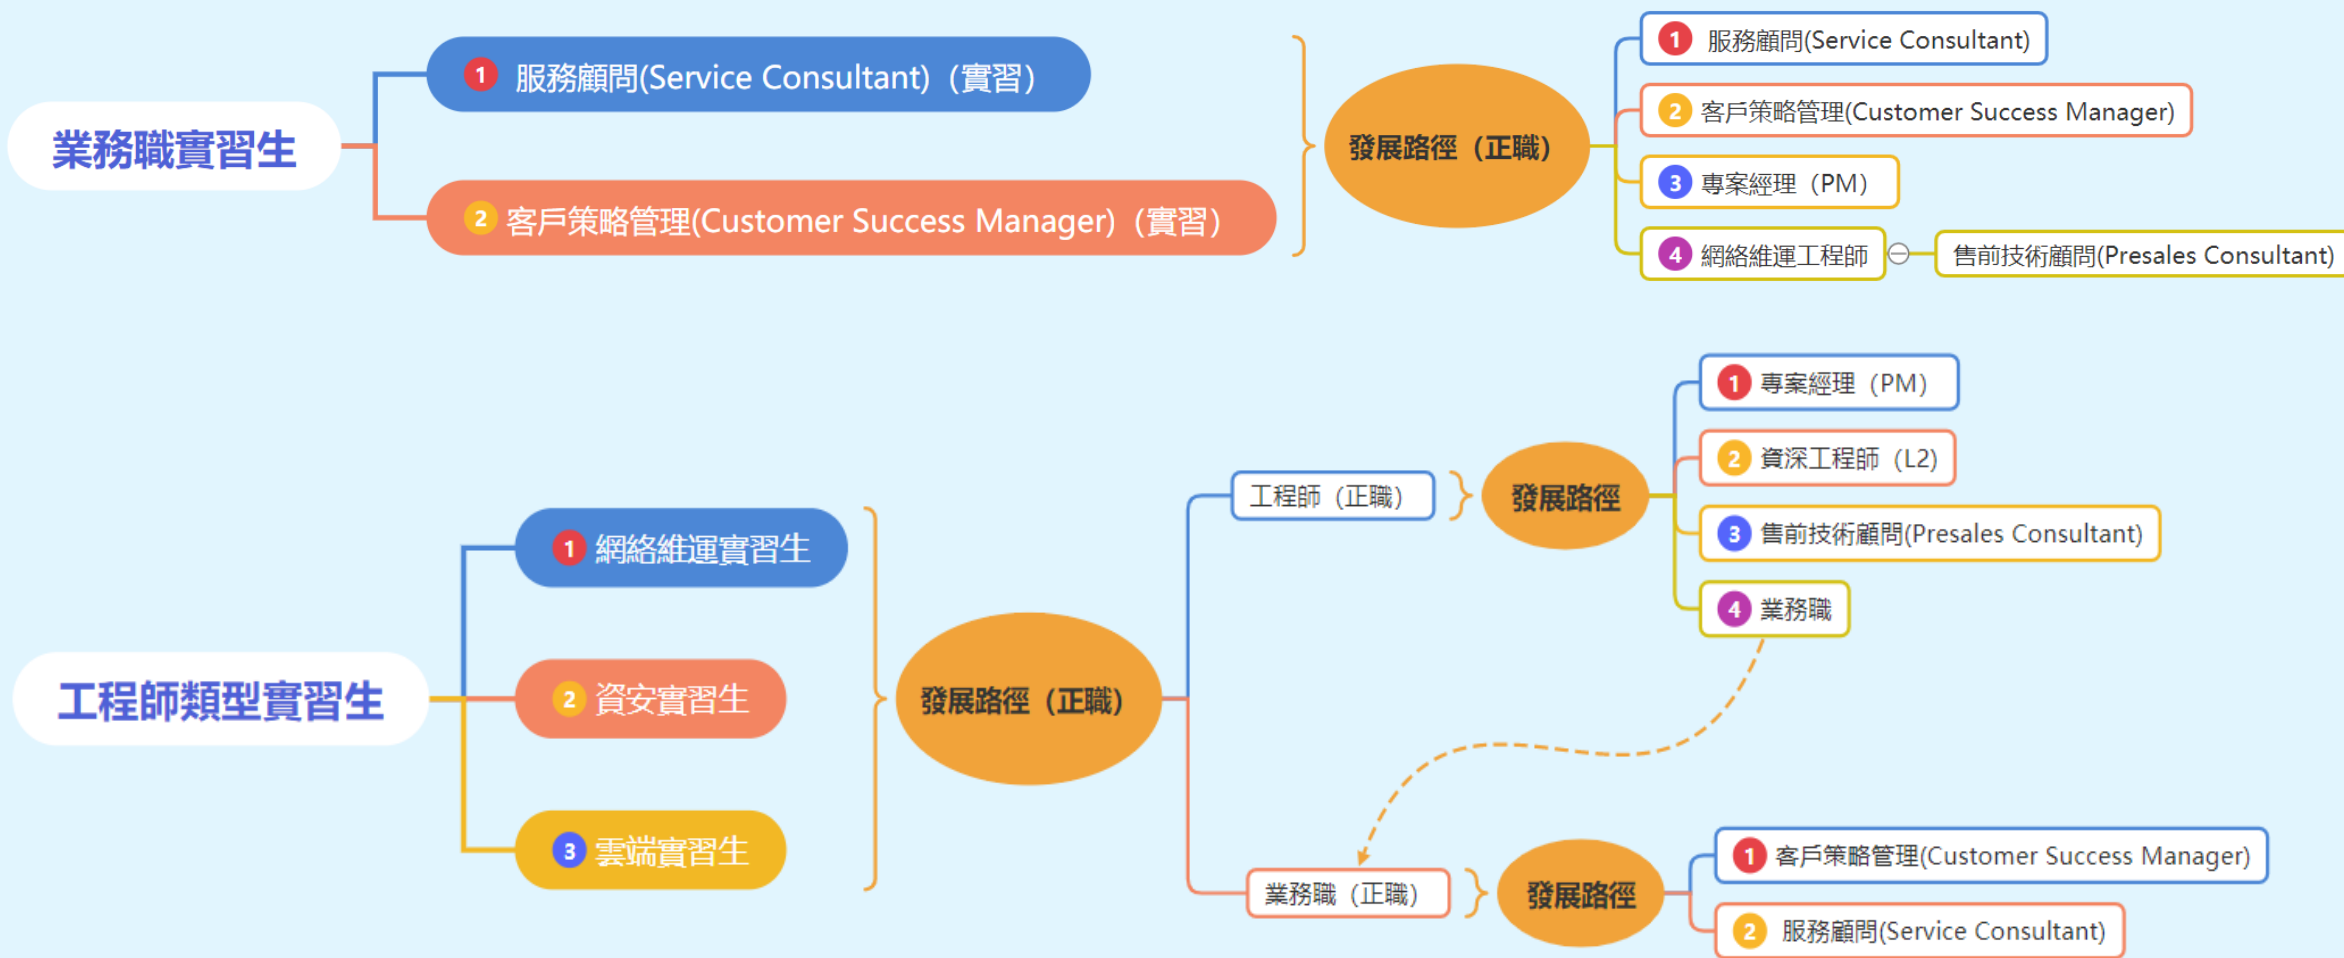 業務職實習生
1 服務顧問(Service Consultant)（實習）
2 客戶策略管理(Customer Success Manager)（實習）
發展路徑（正職）
1 服務顧問(Service Consultant)
2 客戶策略管理(Customer Success Manager)
3 專案經理（PM）
4 網絡維運工程師
售前技術顧問(Presales Consultant)
工程師類型實習生
1 網絡維運實習生
2 資安實習生
3 雲端實習生
發展路徑（正職）
工程師（正職）
發展路徑
1 專案經理（PM）
2 資深工程師（L2)
3 售前技術顧問(Presales Consultant)
4 業務職
業務職（正職）
發展路徑
1 客戶策略管理(Customer Success Manager)
2 服務顧問(Service Consultant)